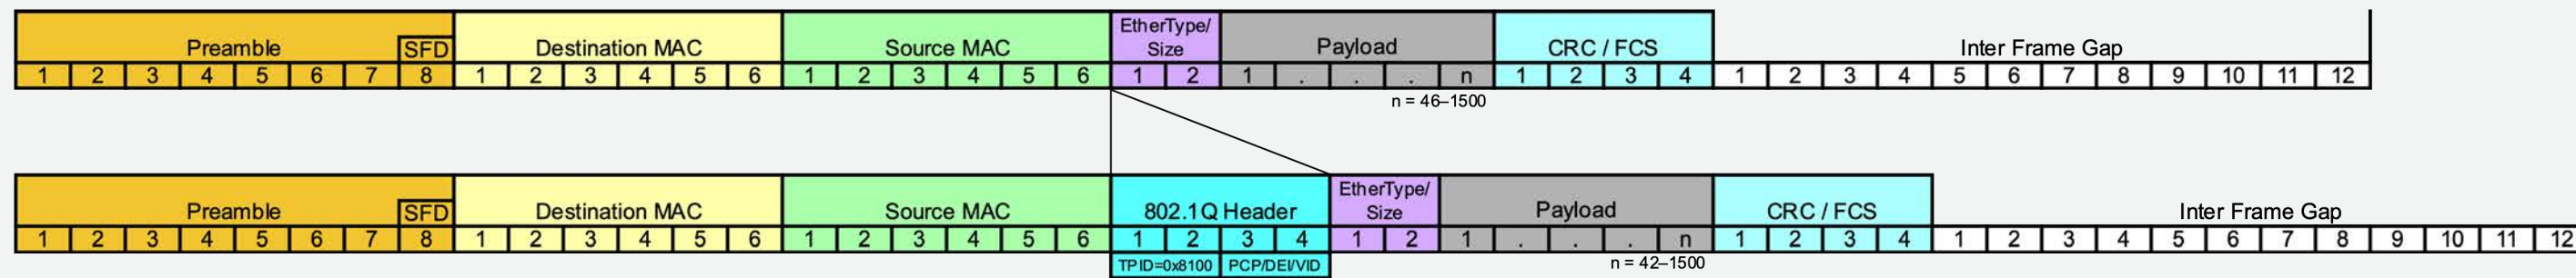 EtherType/
Preamble SFD Destination MAC Source MAC Size Payload CRC / FCS Inter Frame Gap
1 2 3 4 5 6 7 8 1 2 3 4 5 6 1 2 3 4 5 6 1 2 1 . . . n 1 2 3 4 1 2 3 4 5 6 7 8 9 10 11 12
n = 46–1500
EtherType/
Preamble SFD Destination MAC Source MAC 802.1Q Header Size Payload CRC / FCS Inter Frame Gap
1 2 3 4 5 6 7 8 1 2 3 4 5 6 1 2 3 4 5 6 1 2 3 4 1 2 1 . . . n 1 2 3 4 1 2 3 4 5 6 7 8 9 10 11 12
TPID=0x8100 PCP/DEI/VID n = 42–1500